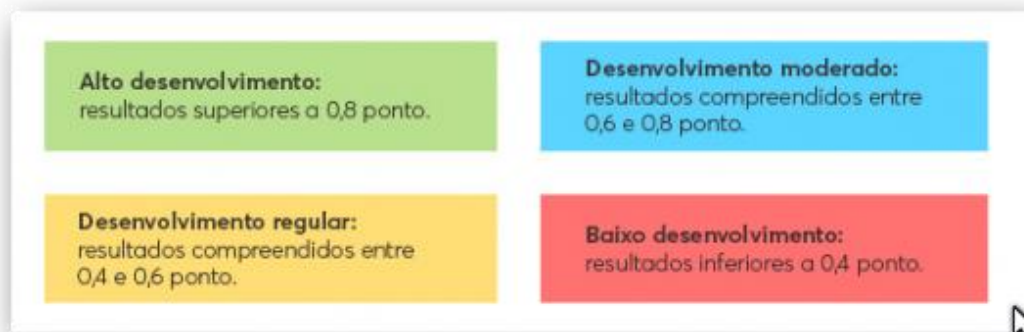 Alto desenvolvimento:
resultados superiores a 0,8 ponto.
Desenvolvimento moderado:
resultados compreendidos entre
0,6 e 0,8 ponto.
Desenvolvimento regular:
resultados compreendidos entre
0,4 e 0,6 ponto.
Baixo desenvolvimento:
resultados inferiores a 0,4 ponto.